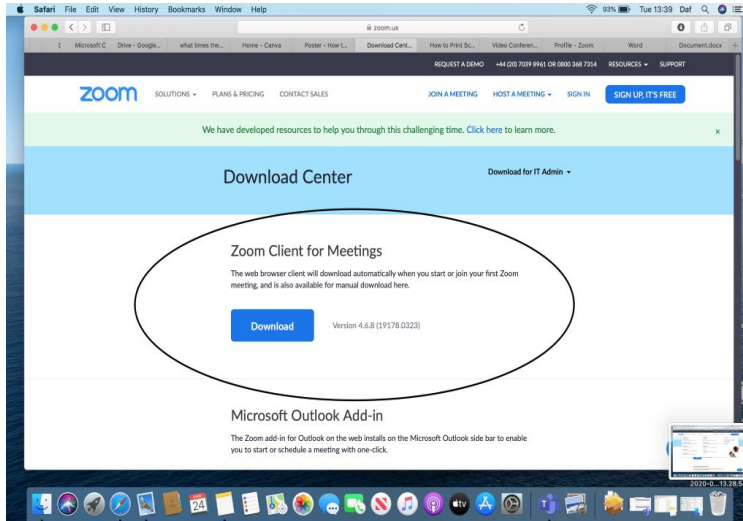 Safari File Edit View History Bookmarks Window Help 93% Tue 13:39 Daf
zoom.us
Microsoft C Drive - Google... what times the... Home - Canva Poster - How t... Download Cent... How to Print Sc... Video Conferen... Profile - Zoom Word Document.docx
REQUEST A DEMO +44 (20) 7039 8961 OR 0800 368 7314 RESOURCES SUPPORT
zoom SOLUTIONS PLANS & PRICING CONTACT SALES JOIN A MEETING HOST A MEETING SIGN IN SIGN UP, IT'S FREE
We have developed resources to help you through this challenging time. Click here to learn more. x
Download Center Download for IT Admin
Zoom Client for Meetings
The web browser client will download automatically when you start or join your first Zoom
meeting, and is also available for manual download here.
Download Version 4.6.8 (19178.0323)
Microsoft Outlook Add-in
The Zoom add-in for Outlook on the web installs on the Microsoft Outlook side bar to enable
you to start or schedule a meeting with one-click.
2020-0...13.28.5
24
tv